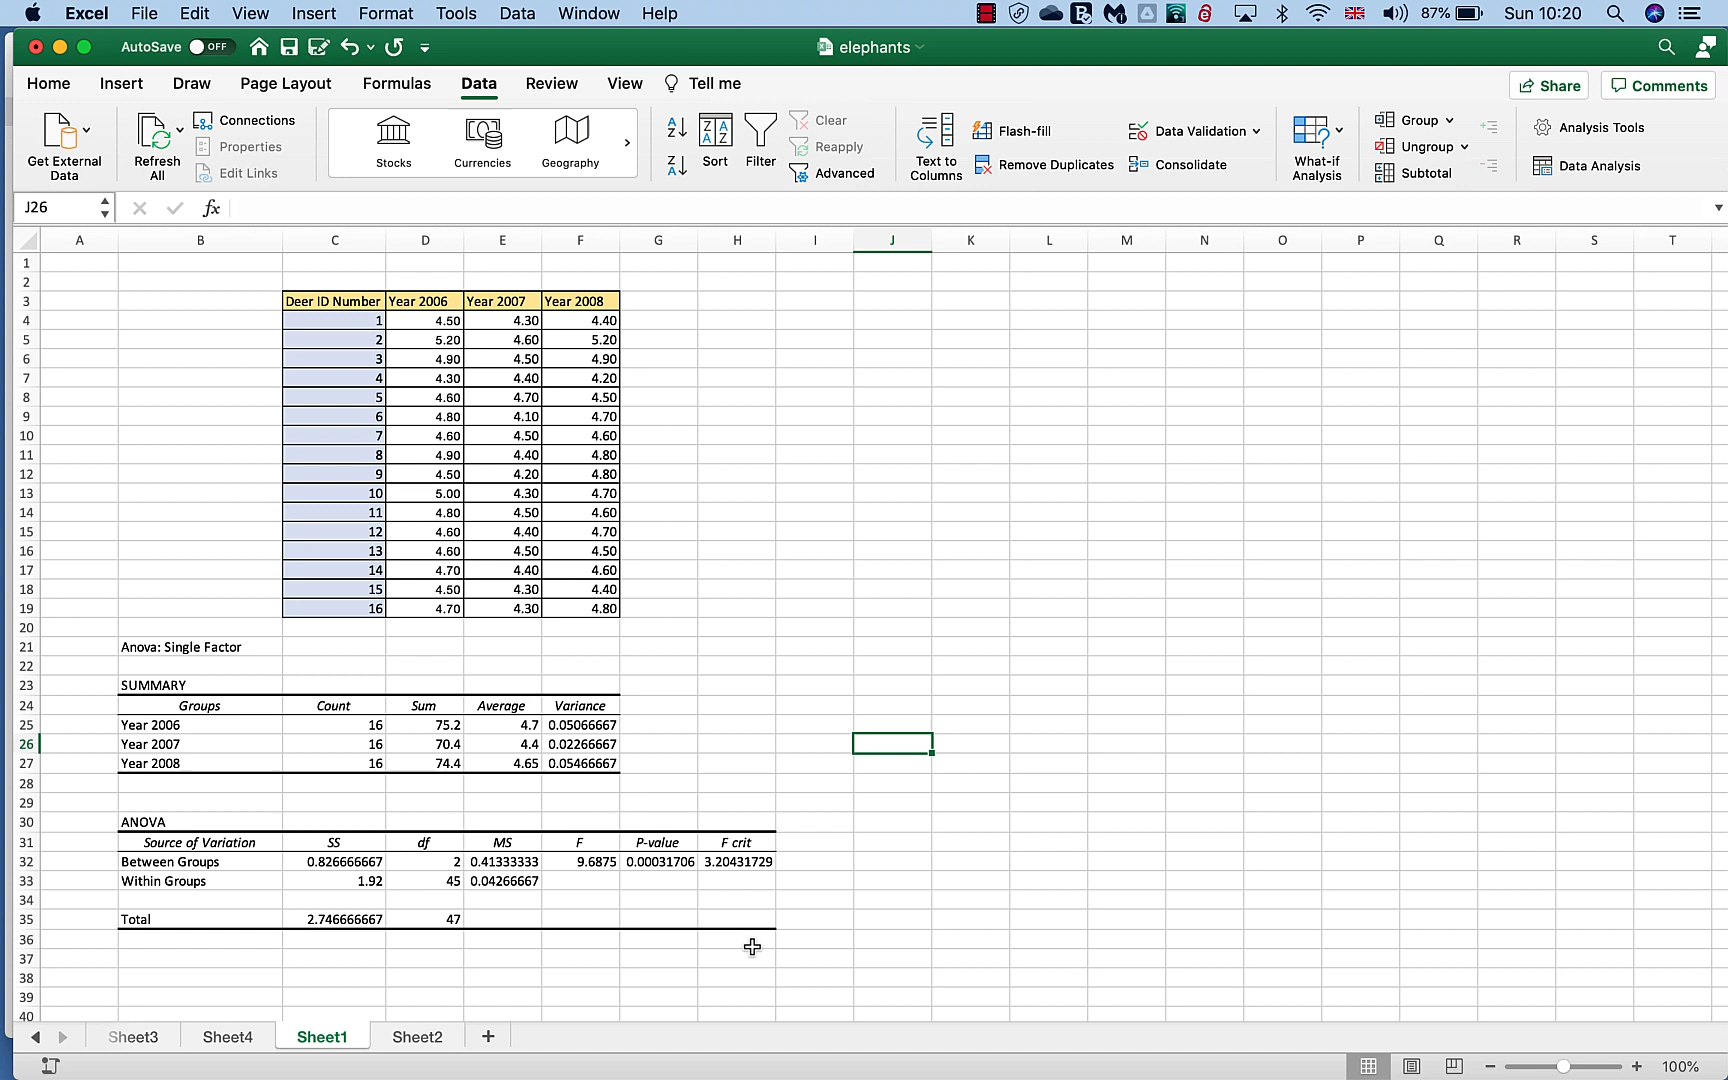 Excel File Edit View Insert Format Tools Data Window Help 87% Sun 10:20
AutoSave OFF elephants
Home Insert Draw Page Layout Formulas Data Review View Tell me Share Comments
Get External Data
Refresh All
Connections
Properties
Edit Links
Stocks Currencies Geography
Sort Filter
Clear
Reapply
Advanced
Text to Columns
Flash-fill
Remove Duplicates
Data Validation
Consolidate
What-if Analysis
Group
Ungroup
Subtotal
Analysis Tools
Data Analysis
J26 fx
A B C D E F G H I J K L M N O P Q R S T
1
2
3 Deer ID Number Year 2006 Year 2007 Year 2008
4 1 4.50 4.30 4.40
5 2 5.20 4.60 5.20
6 3 4.90 4.50 4.90
7 4 4.30 4.40 4.20
8 5 4.60 4.70 4.50
9 6 4.80 4.10 4.70
10 7 4.60 4.50 4.60
11 8 4.90 4.40 4.80
12 9 4.50 4.20 4.80
13 10 5.00 4.30 4.70
14 11 4.80 4.50 4.60
15 12 4.60 4.40 4.70
16 13 4.60 4.50 4.50
17 14 4.70 4.40 4.60
18 15 4.50 4.30 4.40
19 16 4.70 4.30 4.80
20
21 Anova: Single Factor
22
23 SUMMARY
24 Groups Count Sum Average Variance
25 Year 2006 16 75.2 4.7 0.05066667
26 Year 2007 16 70.4 4.4 0.02266667
27 Year 2008 16 74.4 4.65 0.05466667
28
29
30 ANOVA
31 Source of Variation SS df MS F P-value F crit
32 Between Groups 0.826666667 2 0.41333333 9.6875 0.00031706 3.20431729
33 Within Groups 1.92 45 0.04266667
34
35 Total 2.746666667 47
36
37
38
39
40
Sheet3 Sheet4 Sheet1 Sheet2 +
100%